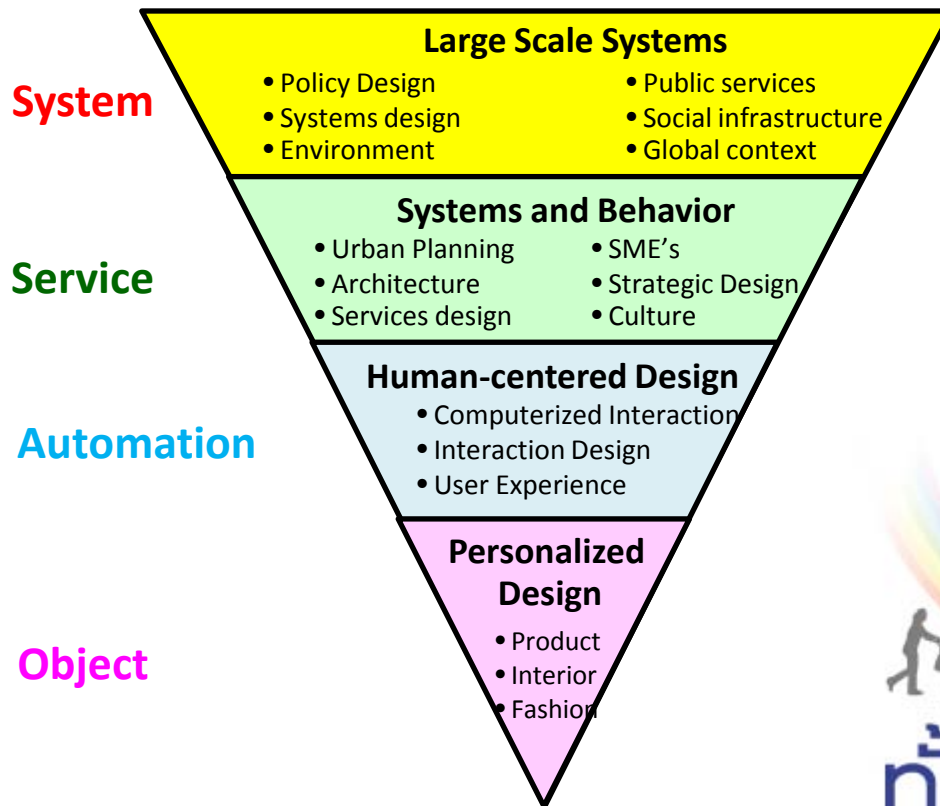 Large Scale Systems
System
• Policy Design
• Systems design
• Environment
• Public services
• Social infrastructure
• Global context
Systems and Behavior
Service
• Urban Planning
• Architecture
• Services design
• SME's
• Strategic Design
• Culture
Human-centered Design
Automation
• Computerized Interaction
• Interaction Design
• User Experience
Personalized
Design
Object
• Product
• Interior
• Fashion